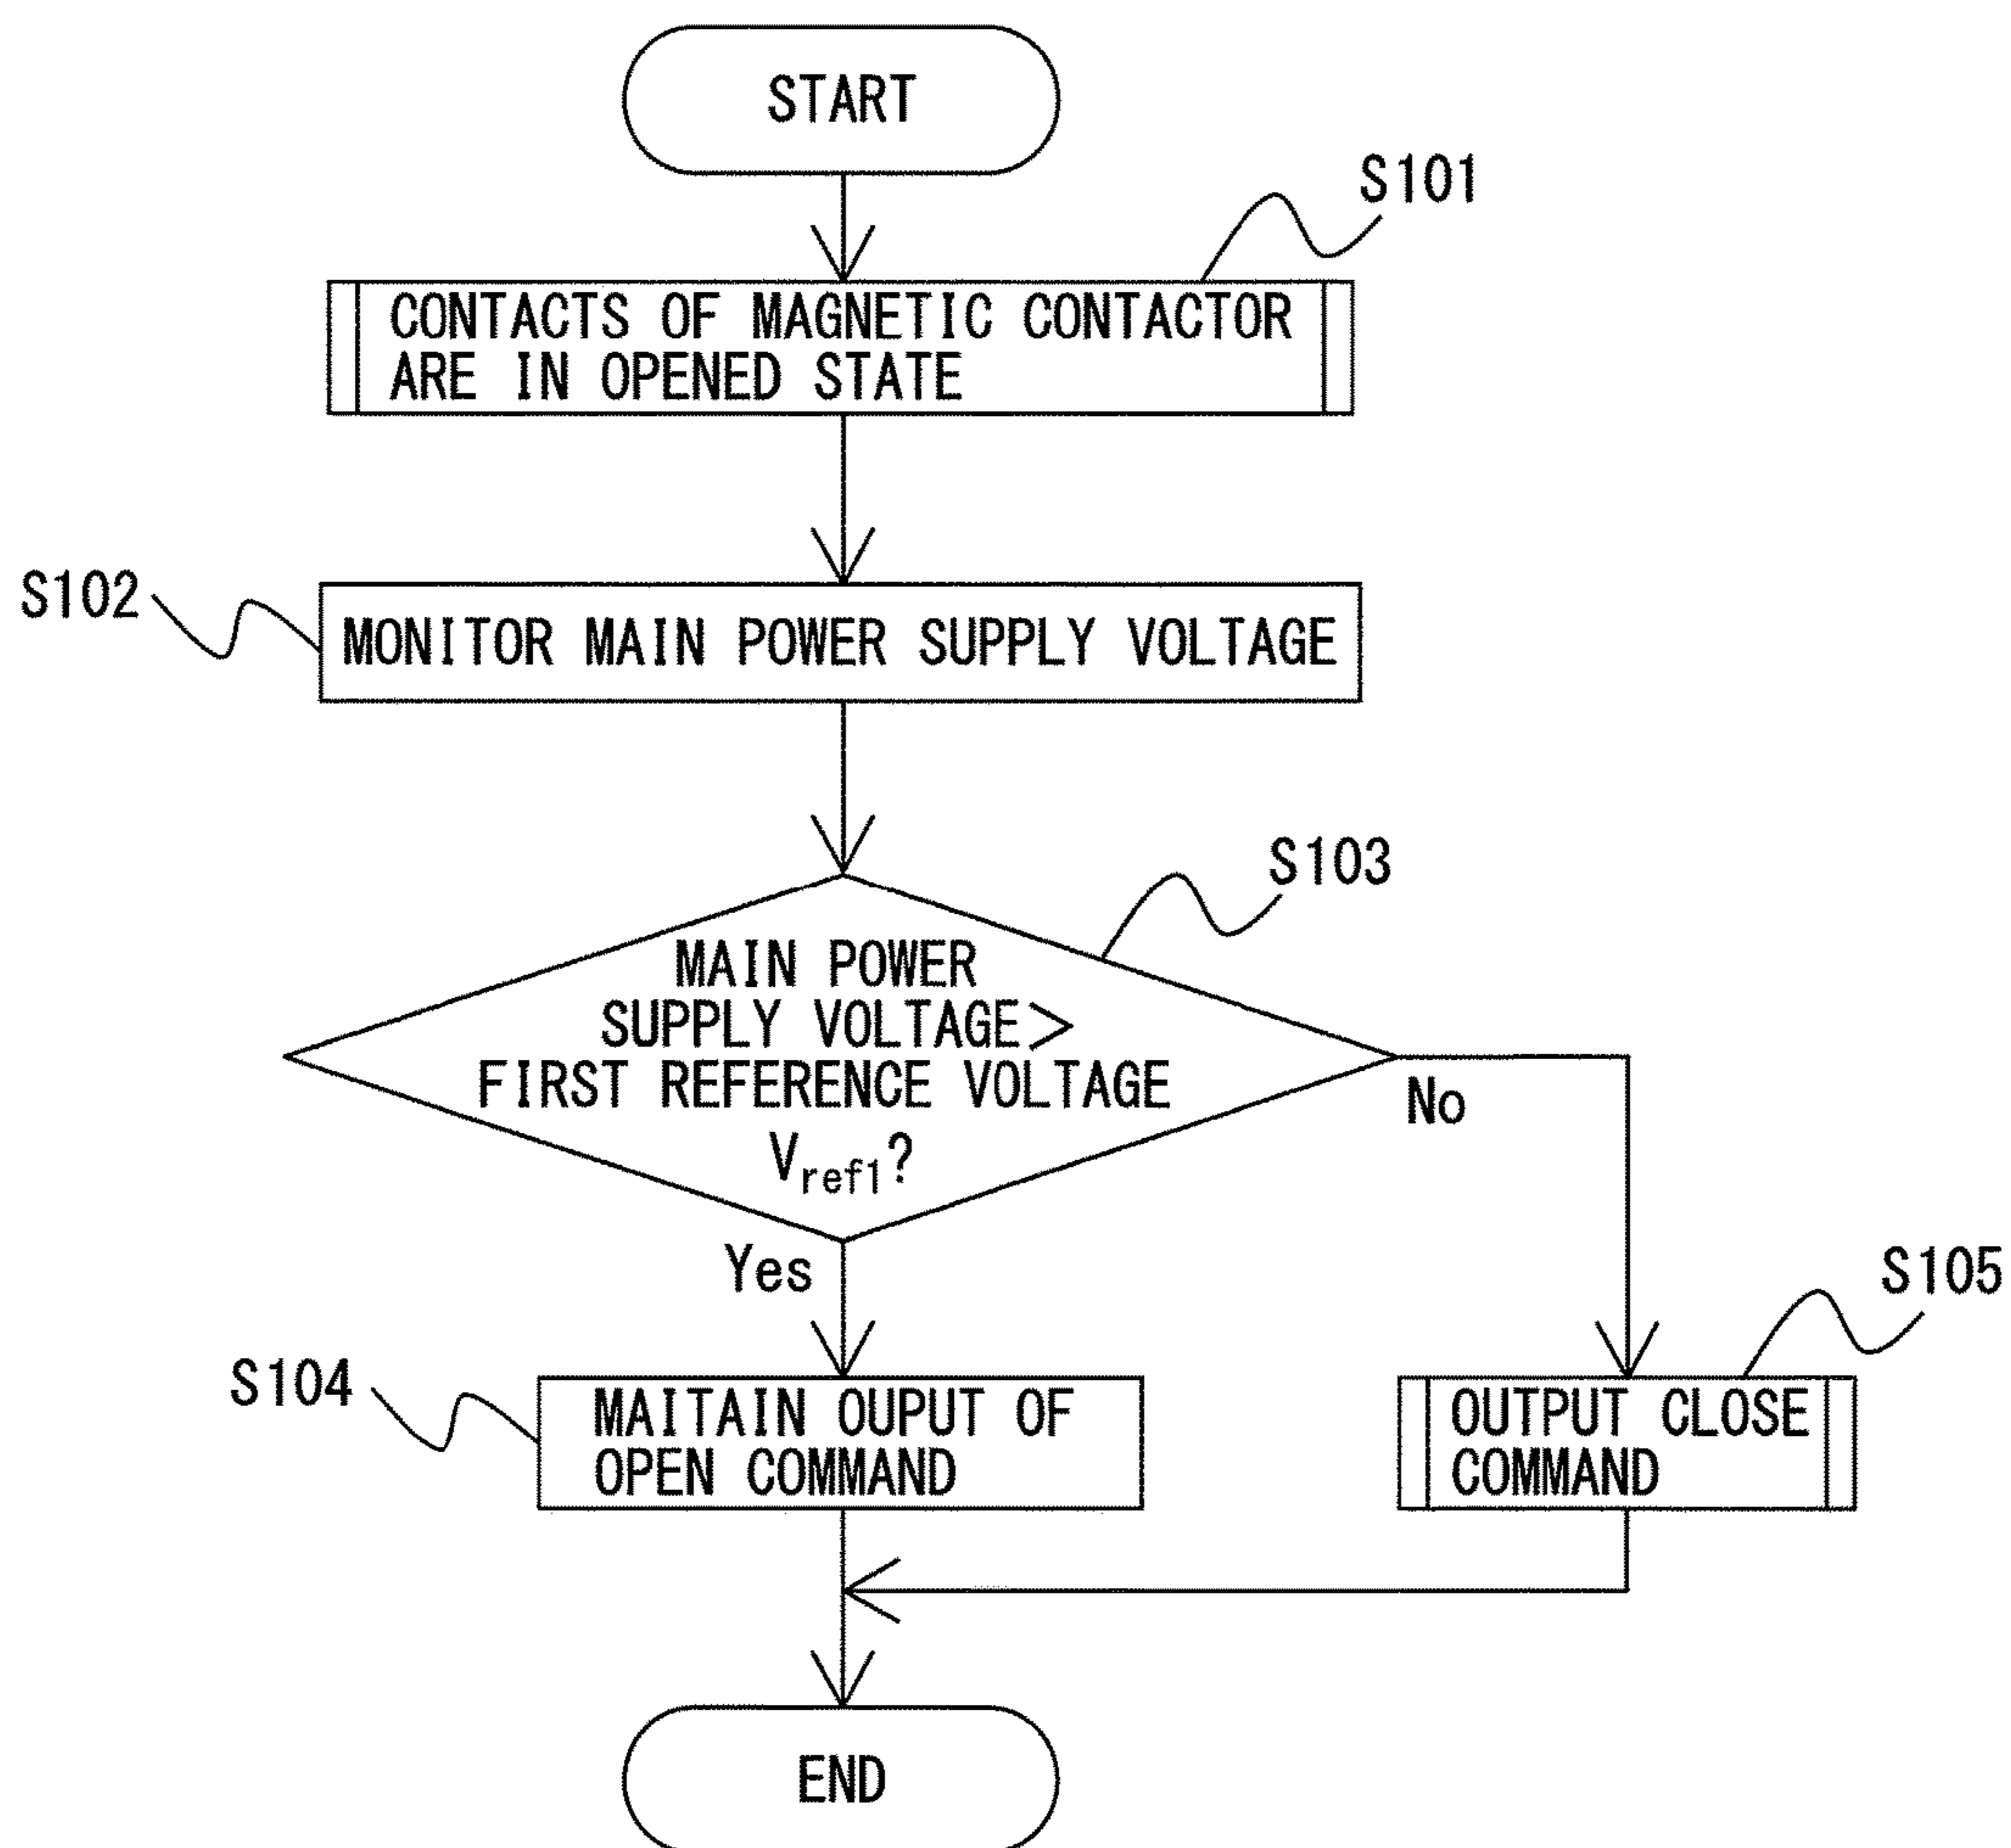 START
S101
CONTACTS OF MAGNETIC CONTACTOR
ARE IN OPENED STATE
S102
MONITOR MAIN POWER SUPPLY VOLTAGE
S103
MAIN POWER
SUPPLY VOLTAGE>
FIRST REFERENCE VOLTAGE
Vref1?
No
Yes
S104
MAITAIN OUPUT OF
OPEN COMMAND
S105
OUTPUT CLOSE
COMMAND
END